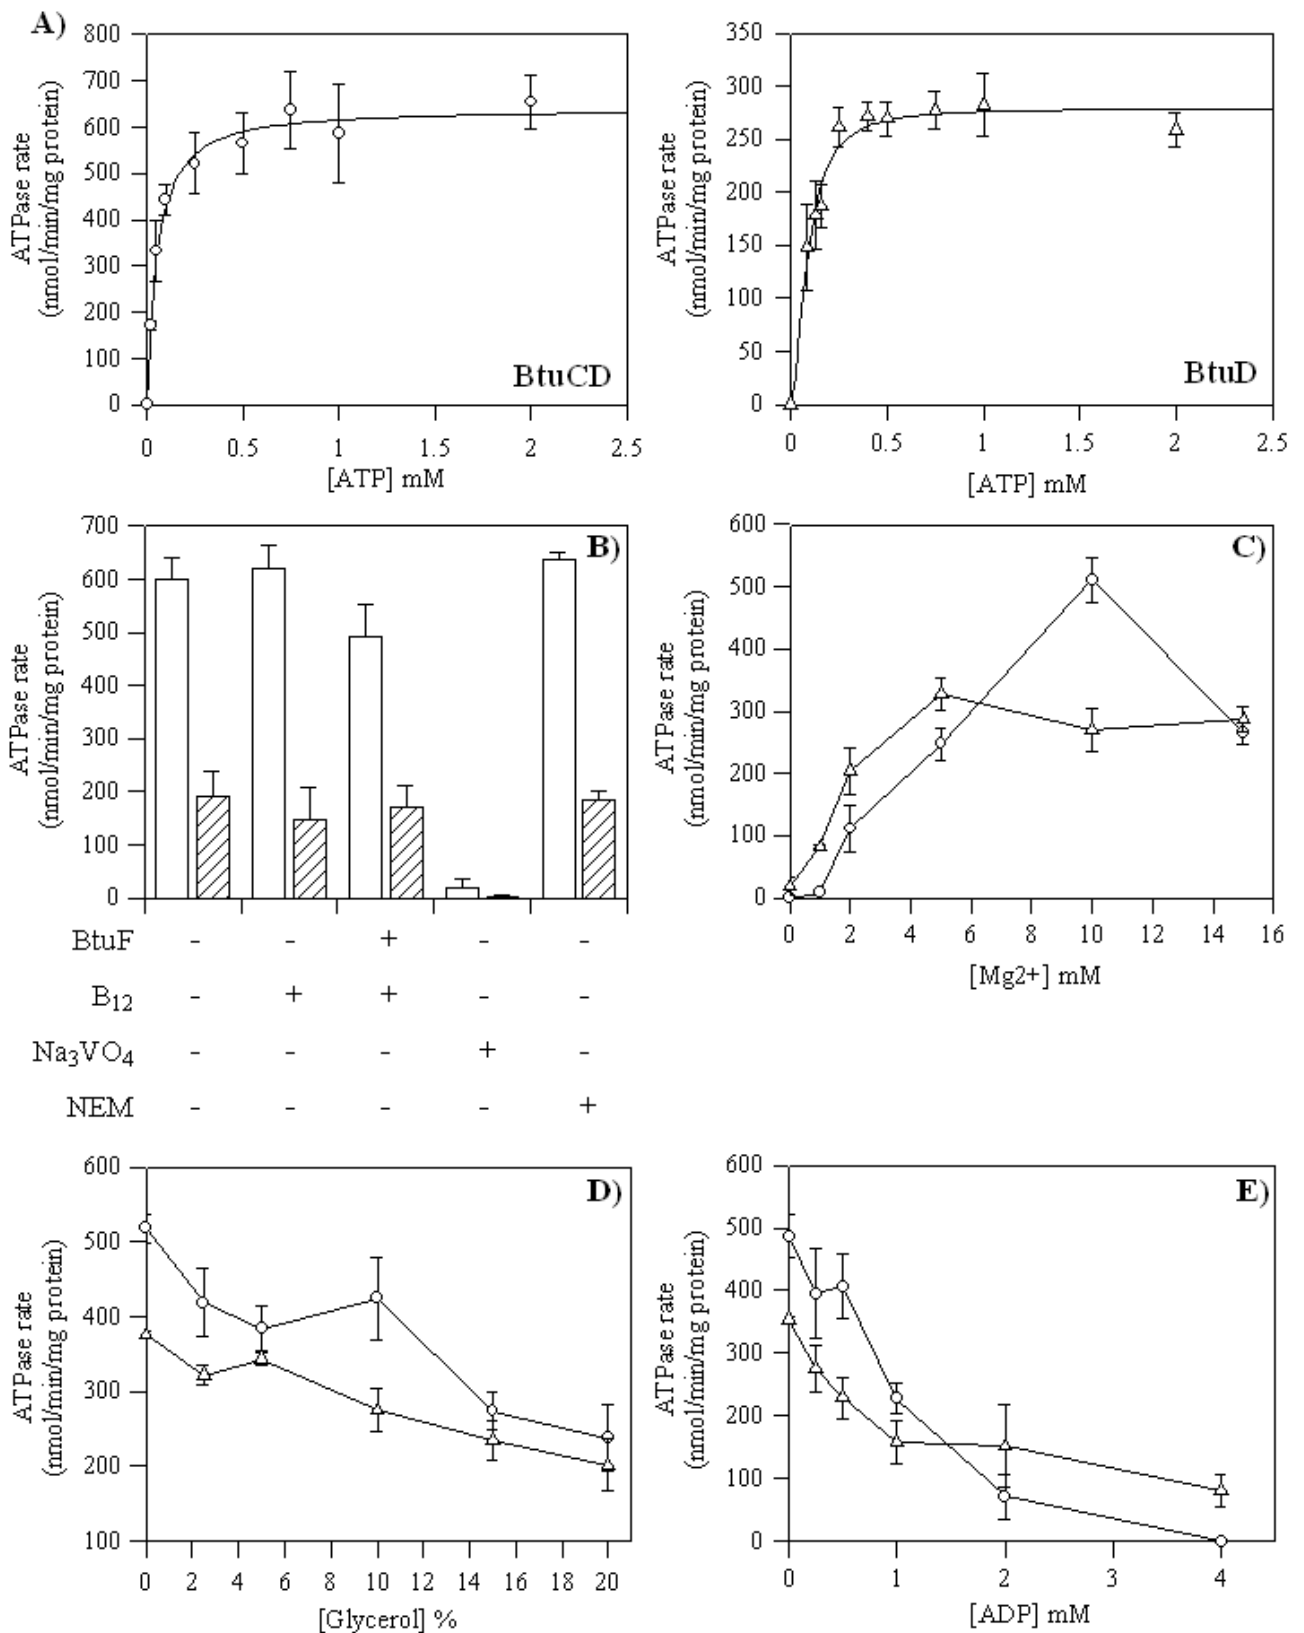 A)
800
700
600
500
400
300
200
100
0
ATPase rate
(nmol/min/mg protein)
BtuCD
0 0.5 1 1.5 2 2.5
[ATP] mM
350
300
250
200
150
100
50
0
ATPase rate
(nmol/min/mg protein)
BtuD
0 0.5 1 1.5 2 2.5
[ATP] mM
B)
700
600
500
400
300
200
100
0
ATPase rate
(nmol/min/mg protein)
BtuF - - + - -
B12 - + + - -
Na3VO4 - - - + -
NEM - - - - +
C)
600
500
400
300
200
100
0
ATPase rate
(nmol/min/mg protein)
0 2 4 6 8 10 12 14 16
[Mg2+] mM
D)
600
500
400
300
200
100
ATPase rate
(nmol/min/mg protein)
0 2 4 6 8 10 12 14 16 18 20
[Glycerol] %
E)
600
500
400
300
200
100
0
ATPase rate
(nmol/min/mg protein)
0 1 2 3 4
[ADP] mM